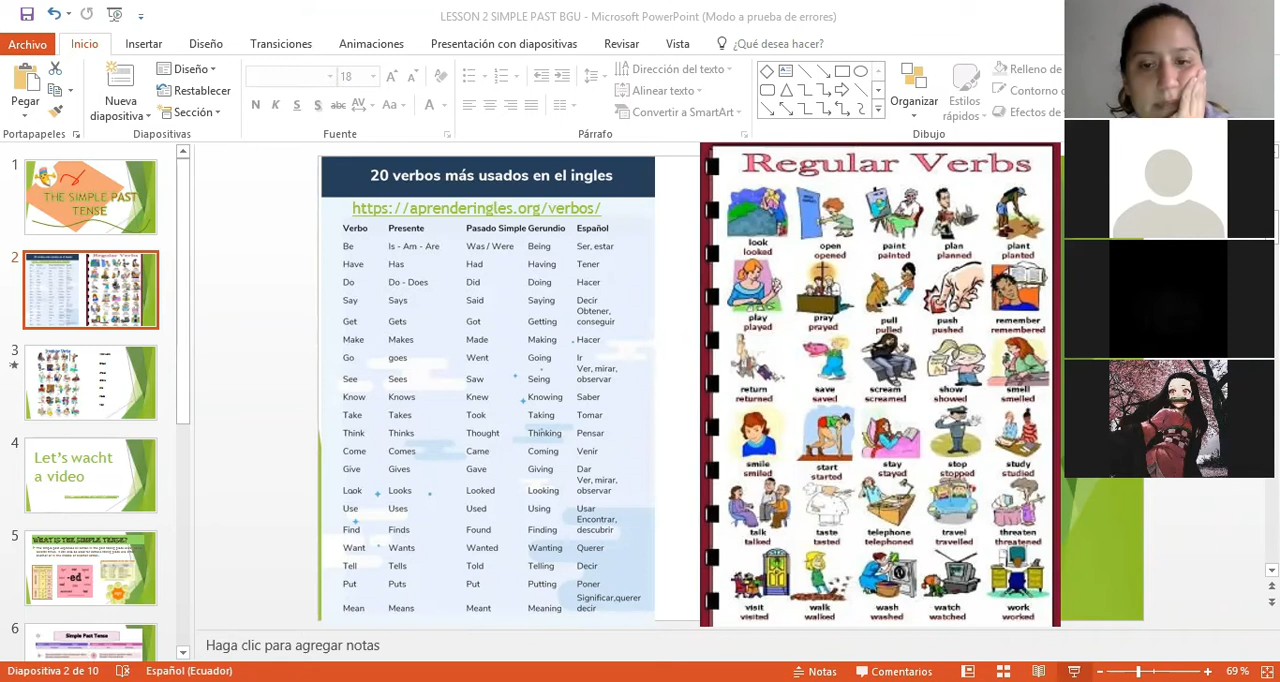 LESSON 2 SIMPLE PAST BGU - Microsoft PowerPoint (Modo a prueba de errores)
Archivo Inicio Insertar Diseño Transiciones Animaciones Presentación con diapositivas Revisar Vista ¿Qué desea hacer?
Pegar
Nueva diapositiva
Diseño
Restablecer
Sección
18
N K S S abc AV Aa A
Dirección del texto
Alinear texto
Convertir a SmartArt
Organizar
Estilos rápidos
Relleno de
Contorno
Efectos de
Portapapeles Diapositivas Fuente Párrafo Dibujo
1
THE SIMPLE PAST
TENSE
2
3
4
Let's wacht
a video
5
WHAT IS THE SIMPLE TENSE?
-ed
6
Simple Past Tense
20 verbos más usados en el ingles
https://aprenderingles.org/verbos/
Verbo Presente Pasado Simple Gerundio Español
Be Is - Am - Are Was / Were Being Ser, estar
Have Has Had Having Tener
Do Do - Does Did Doing Hacer
Say Says Said Saying Decir
Get Gets Got Getting Obtener, conseguir
Make Makes Made Making Hacer
Go goes Went Going Ir
See Sees Saw Seing Ver, mirar, observar
Know Knows Knew Knowing Saber
Take Takes Took Taking Tomar
Think Thinks Thought Thinking Pensar
Come Comes Came Coming Venir
Give Gives Gave Giving Dar
Look Looks Looked Looking Ver, mirar, observar
Use Uses Used Using Usar
Find Finds Found Finding Encontrar, descubrir
Want Wants Wanted Wanting Querer
Tell Tells Told Telling Decir
Put Puts Put Putting Poner
Mean Means Meant Meaning Significar,querer decir
Regular Verbs
look open paint plan plant
looked opened painted planned planted
play pray pull push remember
played prayed pulled pushed remembered
return save scream show smell
returned saved screamed showed smelled
smile start stay stop study
smiled started stayed stopped studied
talk taste telephone travel threaten
talked tasted telephoned travelled threatened
visit walk wash watch work
visited walked washed watched worked
Haga clic para agregar notas
Diapositiva 2 de 10 Español (Ecuador) Notas Comentarios 69 %